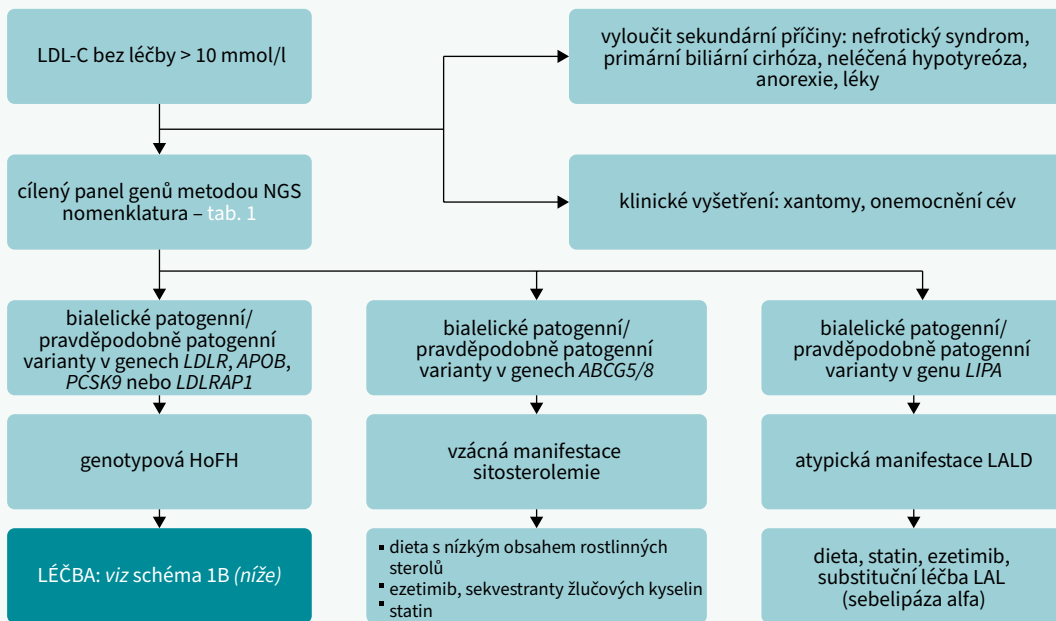 LDL-C bez léčby > 10 mmol/l
vyloučit sekundární příčiny: nefrotický syndrom,
primární biliární cirhóza, neléčená hypotyreóza,
anorexie, léky
cílený panel genů metodou NGS
nomenklatura – tab. 1
klinické vyšetření: xantomy, onemocnění cév
bialelické patogenní/
pravděpodobně patogenní
varianty v genech LDLR, APOB,
PCSK9 nebo LDLRAP1
bialelické patogenní/
pravděpodobně patogenní
varianty v genech ABCG5/8
bialelické patogenní/
pravděpodobně patogenní
varianty v genu LIPA
genotypová HoFH
vzácná manifestace
sitosterolemie
atypická manifestace LALD
LÉČBA: viz schéma 1B (níže)
▪ dieta s nízkým obsahem rostlinných
sterolů
▪ ezetimib, sekvestranty žlučových kyselin
▪ statin
dieta, statin, ezetimib,
substituční léčba LAL
(sebelipáza alfa)